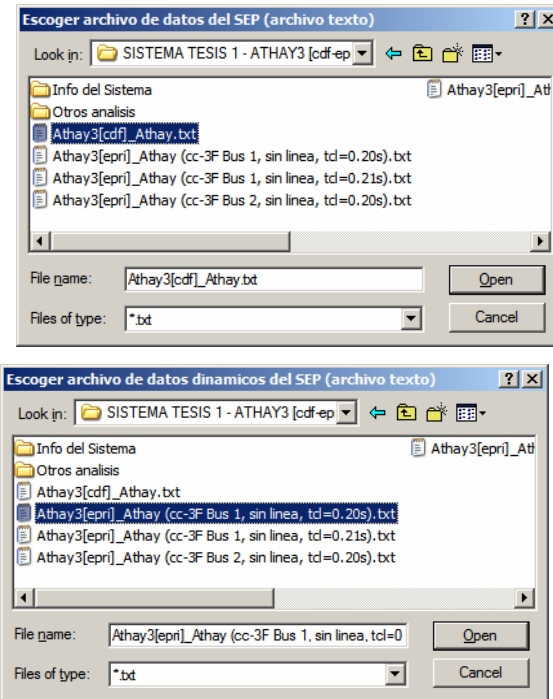 Escoger archivo de datos del SEP (archivo texto)
Look in: SISTEMA TESIS 1 - ATHAY3 [cdf-ep
Info del Sistema
Otros analisis
Athay3[cdf]_Athay.txt
Athay3[epri]_Athay (cc-3F Bus 1, sin linea, tcl=0.20s).txt
Athay3[epri]_Athay (cc-3F Bus 1, sin linea, tcl=0.21s).txt
Athay3[epri]_Athay (cc-3F Bus 2, sin linea, tcl=0.20s).txt
Athay3[epri]_Ath
File name: Athay3[cdf]_Athay.txt Open
Files of type: *.txt Cancel
Escoger archivo de datos dinamicos del SEP (archivo texto)
Look in: SISTEMA TESIS 1 - ATHAY3 [cdf-ep
Info del Sistema
Otros analisis
Athay3[cdf]_Athay.txt
Athay3[epri]_Athay (cc-3F Bus 1, sin linea, tcl=0.20s).txt
Athay3[epri]_Athay (cc-3F Bus 1, sin linea, tcl=0.21s).txt
Athay3[epri]_Athay (cc-3F Bus 2, sin linea, tcl=0.20s).txt
Athay3[epri]_Ath
File name: Athay3[epri]_Athay (cc-3F Bus 1, sin linea, tcl=0 Open
Files of type: *.txt Cancel